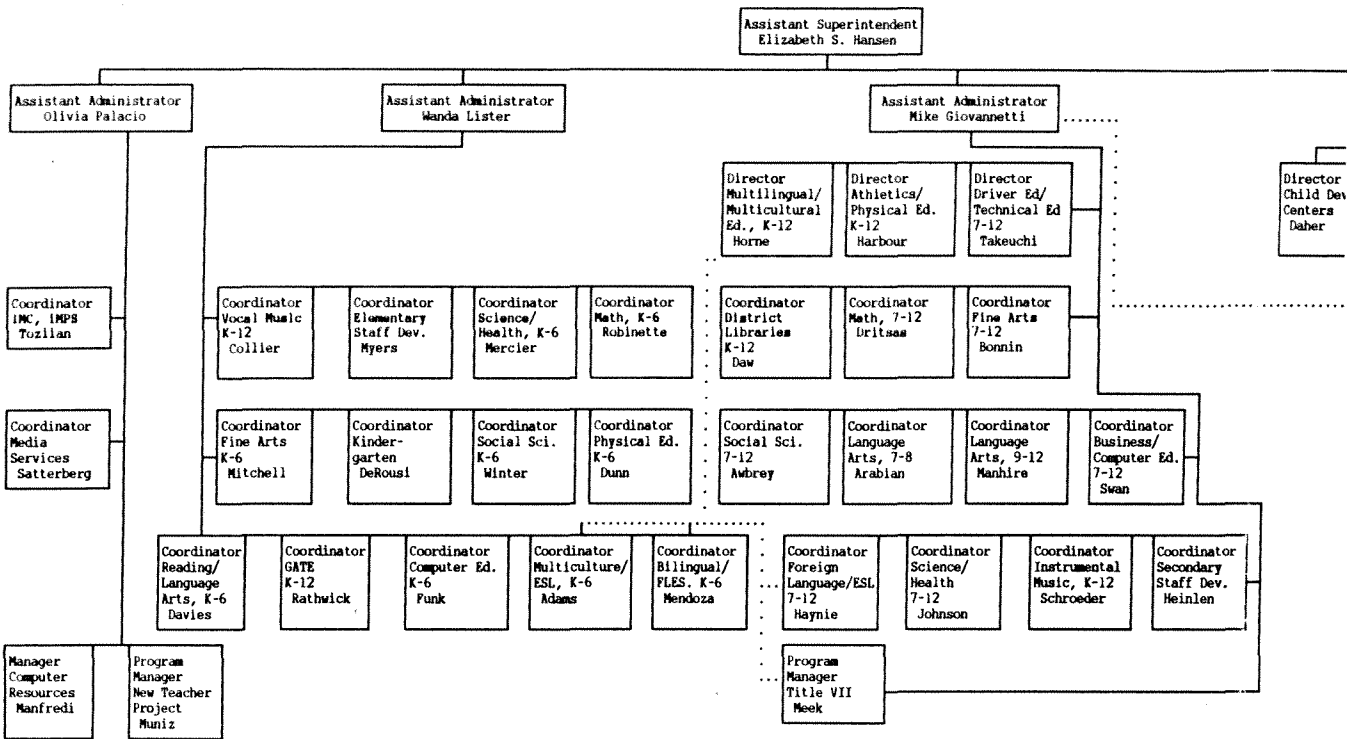 Assistant Superintendent
Elizabeth S. Hansen
Assistant Administrator
Olivia Palacio
Assistant Administrator
Wanda Lister
Assistant Administrator
Mike Giovannetti
Director
Multilingual/
Multicultural
Ed., K-12
Horne
Director
Athletics/
Physical Ed.
K-12
Harbour
Director
Driver Ed/
Technical Ed
7-12
Takeuchi
Director
Child Dev
Centers
Daher
Coordinator
IMC, IMPS
Tozlian
Coordinator
Vocal Music
K-12
Collier
Coordinator
Elementary
Staff Dev.
Myers
Coordinator
Science/
Health, K-6
Mercier
Coordinator
Math, K-6
Robinette
Coordinator
District
Libraries
K-12
Daw
Coordinator
Math, 7-12
Dritsas
Coordinator
Fine Arts
7-12
Bonnin
Coordinator
Media
Services
Satterberg
Coordinator
Fine Arts
K-6
Mitchell
Coordinator
Kinder-
garten
DeRousi
Coordinator
Social Sci.
K-6
Winter
Coordinator
Physical Ed.
K-6
Dunn
Coordinator
Social Sci.
7-12
Awbrey
Coordinator
Language
Arts, 7-8
Arabian
Coordinator
Language
Arts, 9-12
Manhire
Coordinator
Business/
Computer Ed.
7-12
Swan
Coordinator
Reading/
Language
Arts, K-6
Davies
Coordinator
GATE
K-12
Rathwick
Coordinator
Computer Ed.
K-6
Funk
Coordinator
Multiculture/
ESL, K-6
Adams
Coordinator
Bilingual/
FLES. K-6
Mendoza
Coordinator
Foreign
Language/ESL
7-12
Haynie
Coordinator
Science/
Health
7-12
Johnson
Coordinator
Instrumental
Music, K-12
Schroeder
Coordinator
Secondary
Staff Dev.
Heinlen
Manager
Computer
Resources
Manfredi
Program
Manager
New Teacher
Project
Muniz
Program
Manager
Title VII
Meek